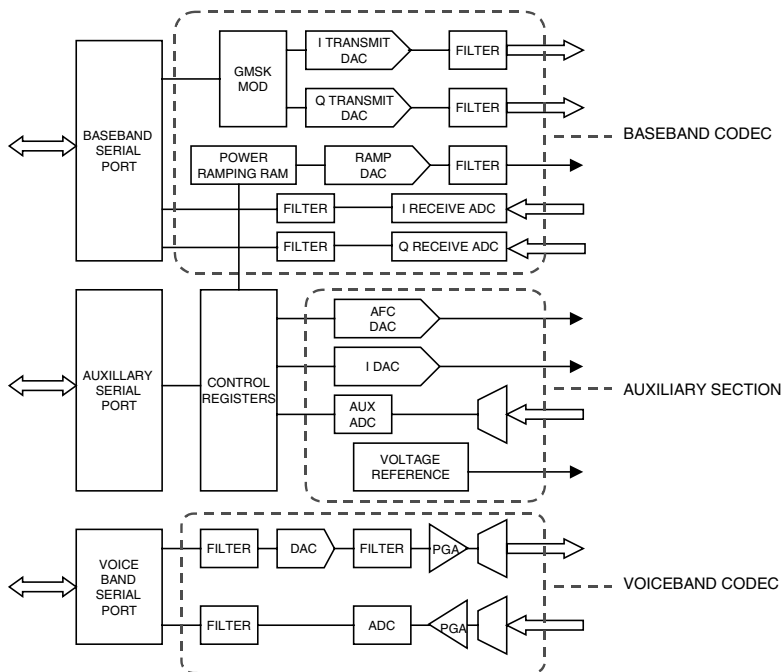 I TRANSMIT
DAC
FILTER
GMSK
MOD
Q TRANSMIT
DAC
FILTER
BASEBAND
SERIAL
PORT
BASEBAND CODEC
POWER
RAMPING RAM
RAMP
DAC
FILTER
FILTER
I RECEIVE ADC
FILTER
Q RECEIVE ADC
AFC
DAC
AUXILLARY
SERIAL
PORT
CONTROL
REGISTERS
I DAC
AUXILIARY SECTION
AUX
ADC
VOLTAGE
REFERENCE
VOICE
BAND
SERIAL
PORT
FILTER
DAC
FILTER
PGA
VOICEBAND CODEC
FILTER
ADC
PGA